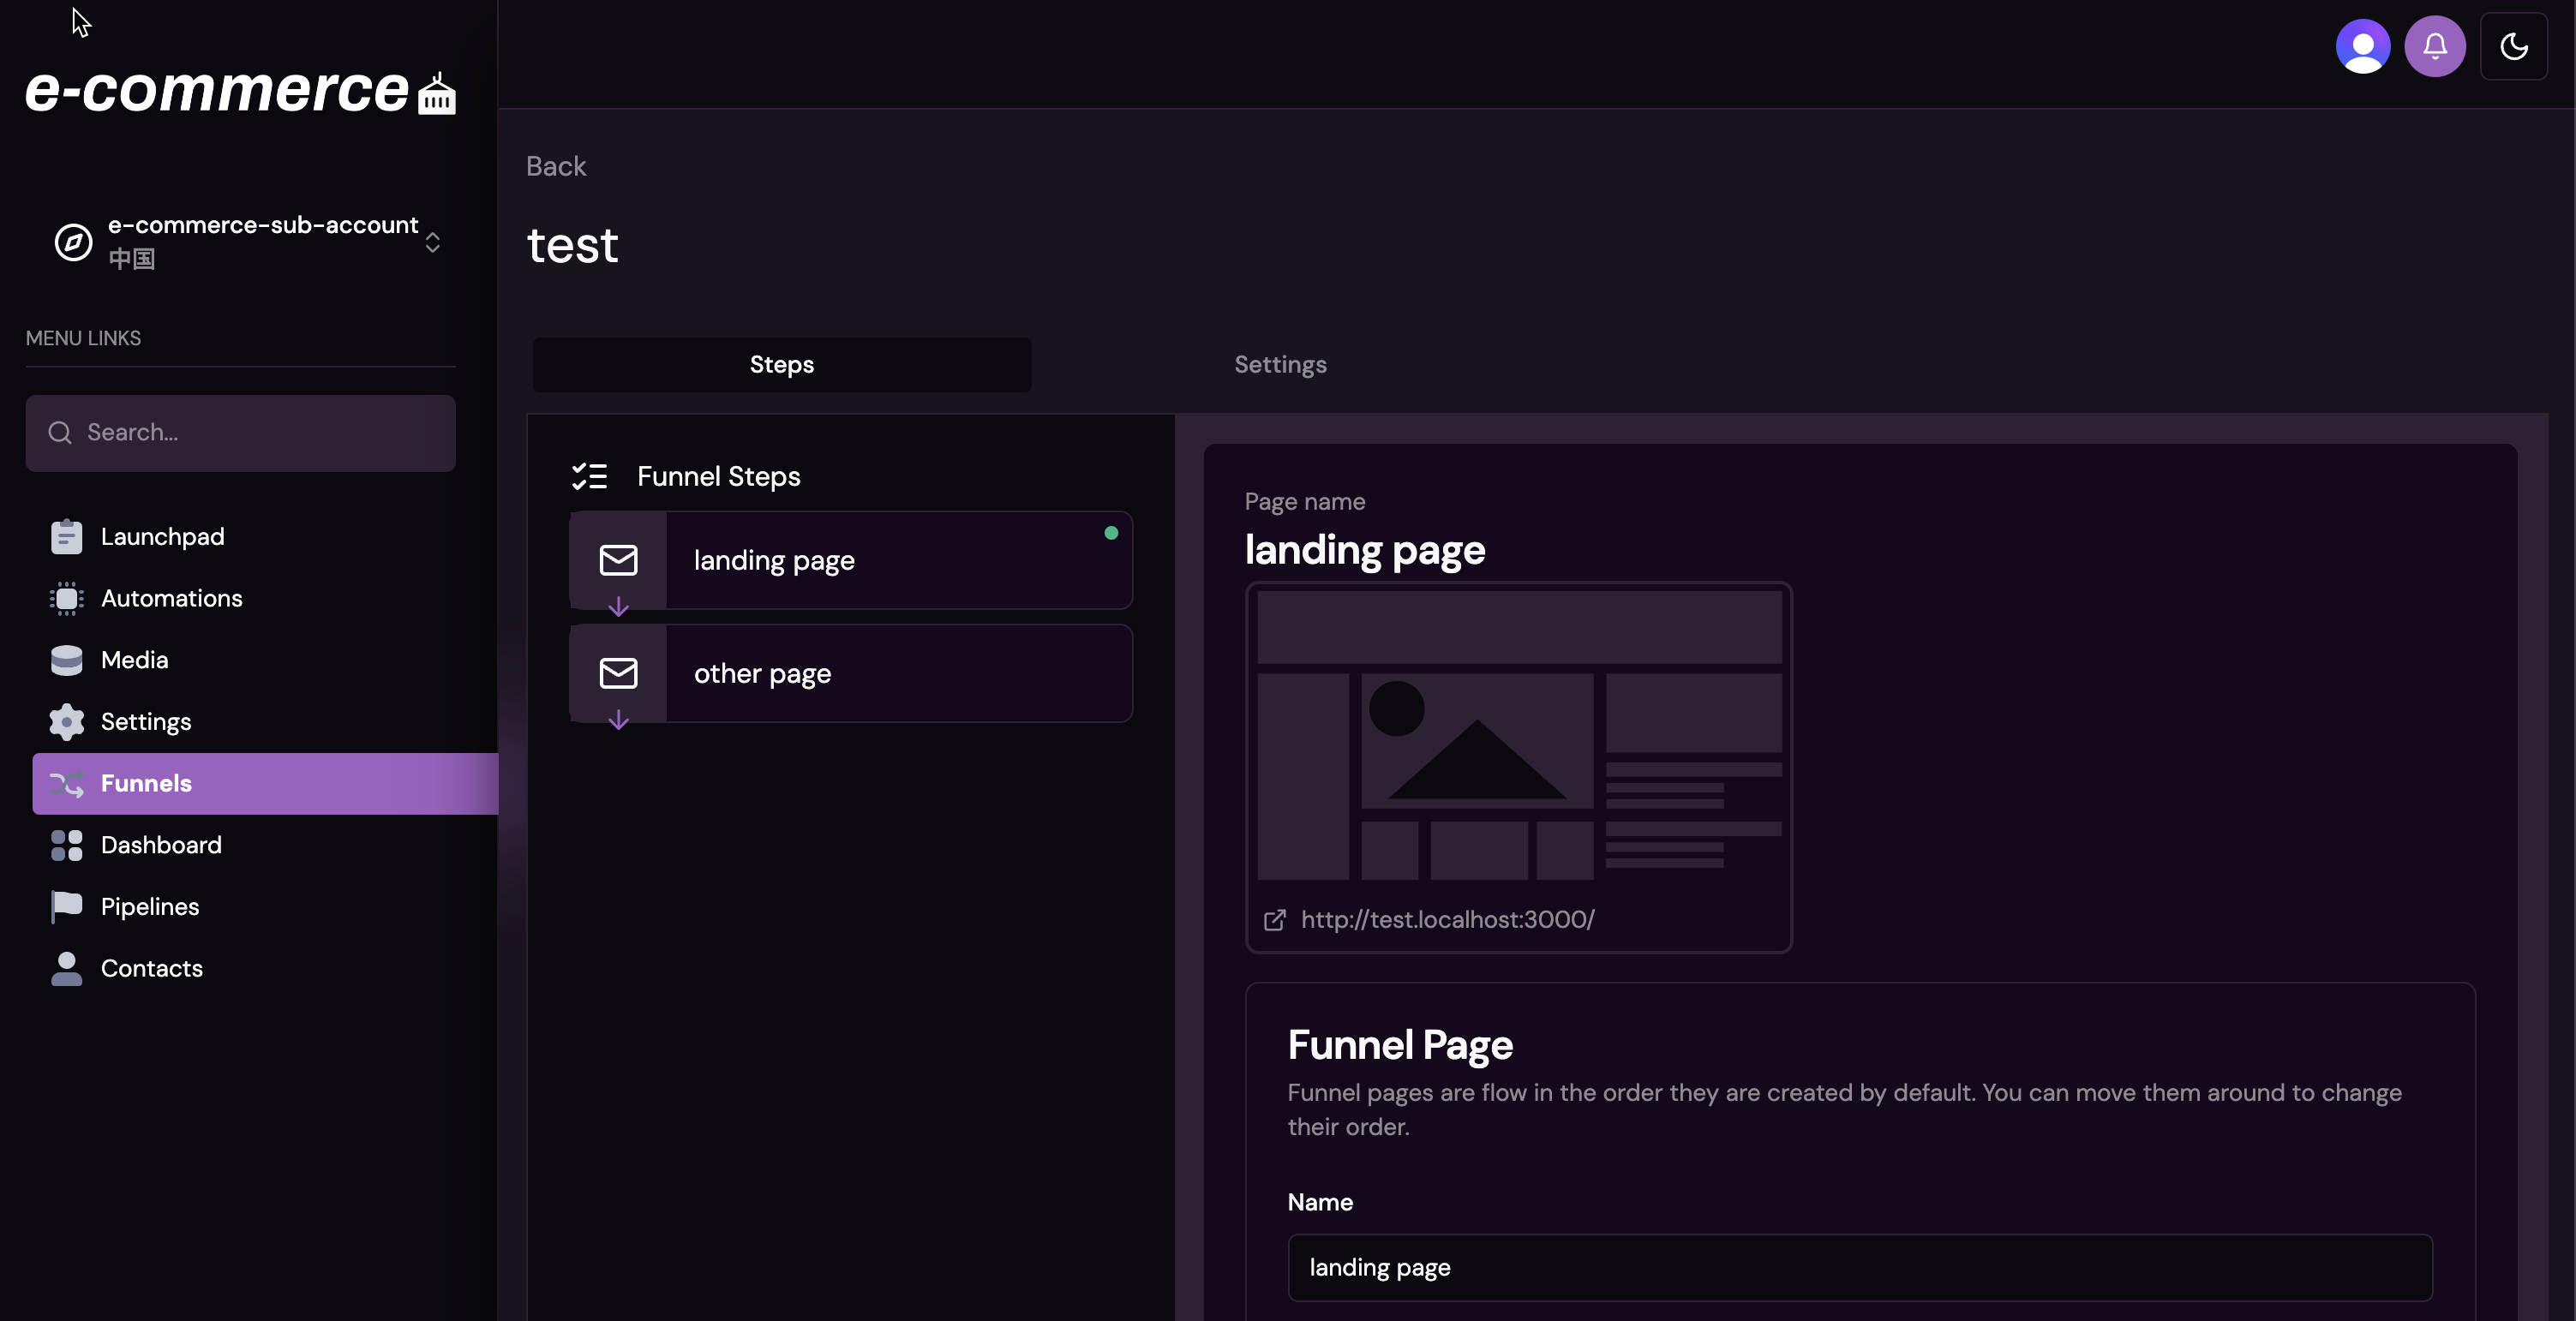 e-commerce
e-commerce-sub-account
中国
MENU LINKS
Search...
Launchpad
Automations
Media
Settings
Funnels
Dashboard
Pipelines
Contacts
Back
test
Steps
Settings
Funnel Steps
landing page
other page
Page name
landing page
http://test.localhost:3000/
Funnel Page
Funnel pages are flow in the order they are created by default. You can move them around to change
their order.
Name
landing page